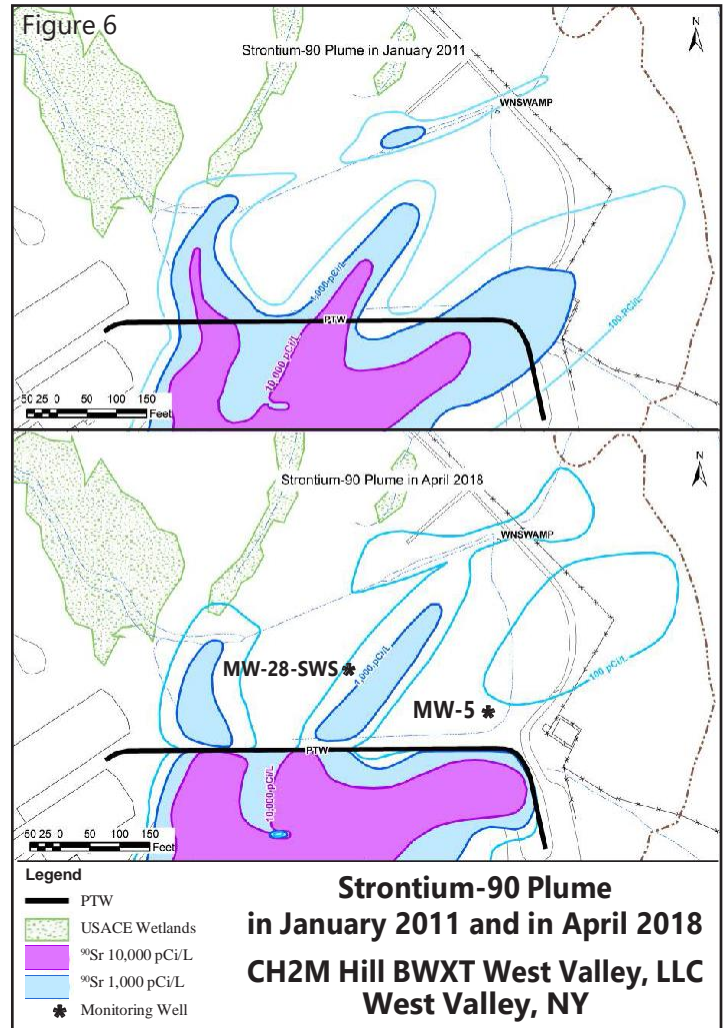 Figure 6
Strontium-90 Plume in January 2011
N
WNSWAMP
1,000 pCi/L
PTW
100 pCi/L
10,000 pCi/L
50 25 0 50 100 150
Feet
Strontium-90 Plume in April 2018
N
WNSWAMP
MW-28-SWS
1,000 pCi/L
100 pCi/L
MW-5
PTW
10,000 pCi/L
50 25 0 50 100 150
Feet
Legend
PTW
USACE Wetlands
⁹⁰Sr 10,000 pCi/L
⁹⁰Sr 1,000 pCi/L
Monitoring Well
Strontium-90 Plume
in January 2011 and in April 2018
CH2M Hill BWXT West Valley, LLC
West Valley, NY